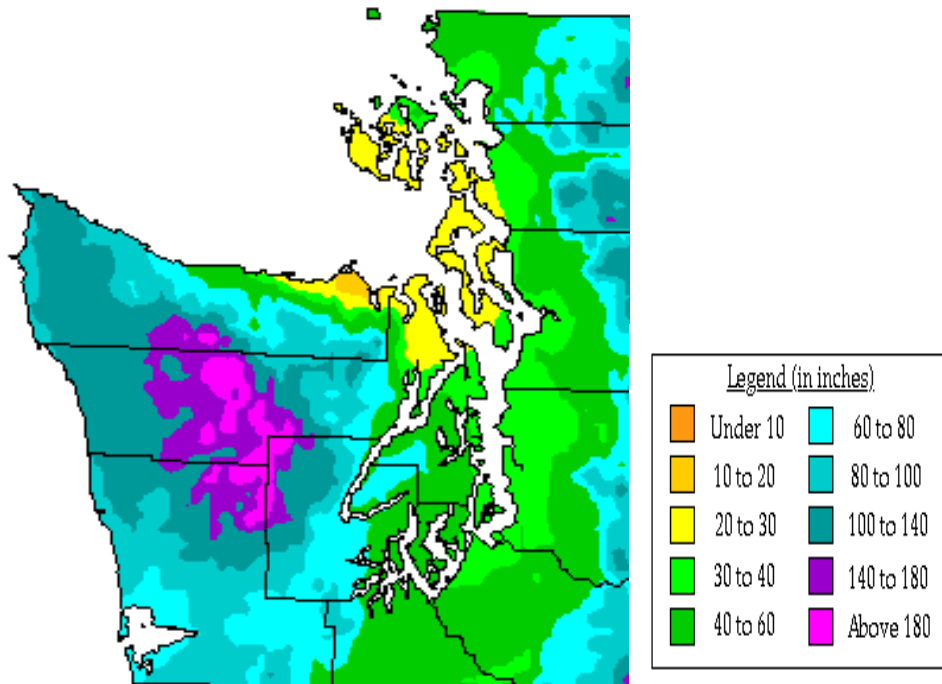 Legend (in inches)
Under 10
60 to 80
10 to 20
80 to 100
20 to 30
100 to 140
30 to 40
140 to 180
40 to 60
Above 180